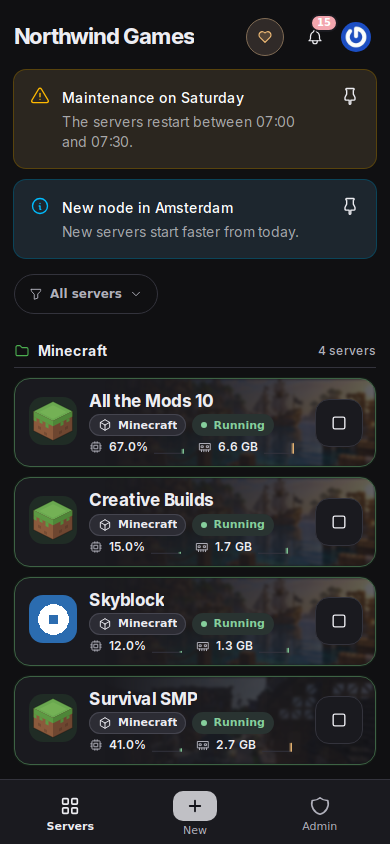 Northwind Games
15
Maintenance on Saturday
The servers restart between 07:00
and 07:30.
New node in Amsterdam
New servers start faster from today.
All servers
Minecraft
4 servers
All the Mods 10
Minecraft
Running
67.0%
6.6 GB
Creative Builds
Minecraft
Running
15.0%
1.7 GB
Skyblock
Minecraft
Running
12.0%
1.3 GB
Survival SMP
Minecraft
Running
41.0%
2.7 GB
Servers
New
Admin